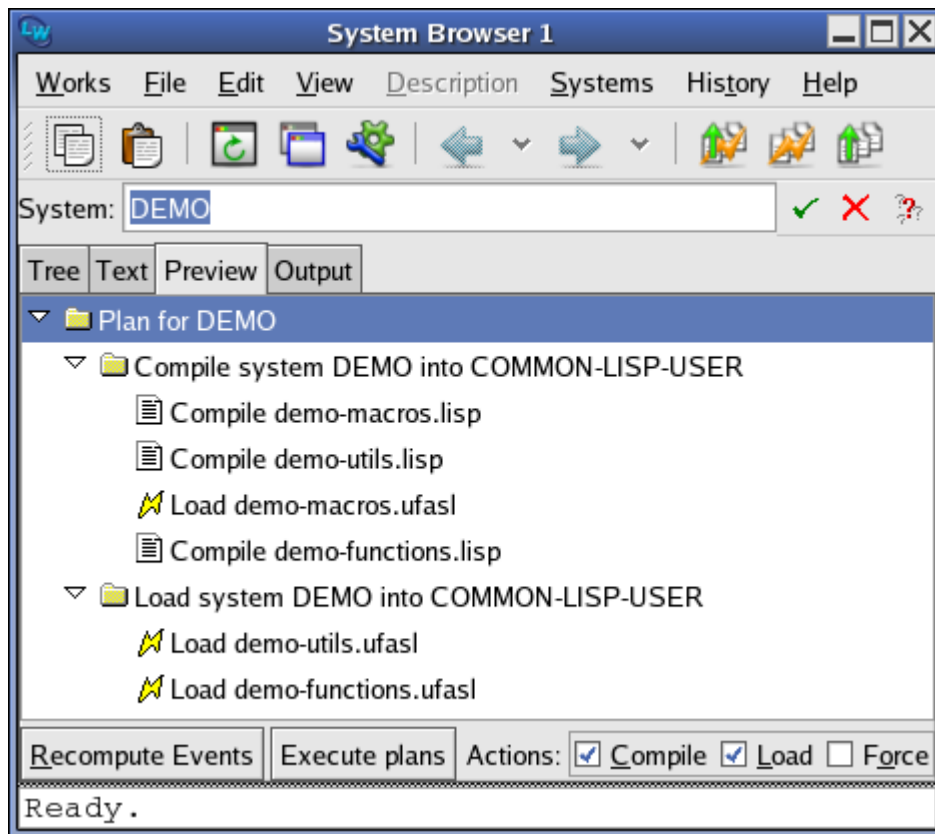 LW System Browser 1
Works File Edit View Description Systems History Help
System: DEMO
Tree Text Preview Output
Plan for DEMO
Compile system DEMO into COMMON-LISP-USER
Compile demo-macros.lisp
Compile demo-utils.lisp
Load demo-macros.ufasl
Compile demo-functions.lisp
Load system DEMO into COMMON-LISP-USER
Load demo-utils.ufasl
Load demo-functions.ufasl
Recompute Events Execute plans Actions: Compile Load Force
Ready.